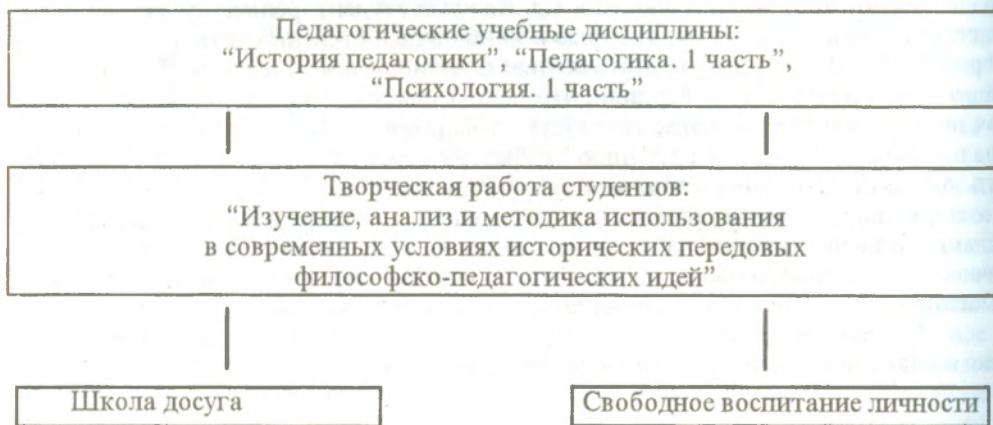 Педагогические учебные дисциплины:
“История педагогики”, “Педагогика. 1 часть”,
“Психология. 1 часть”
Творческая работа студентов:
“Изучение, анализ и методика использования
в современных условиях исторических передовых
философско-педагогических идей”
Школа досуга
Свободное воспитание личности